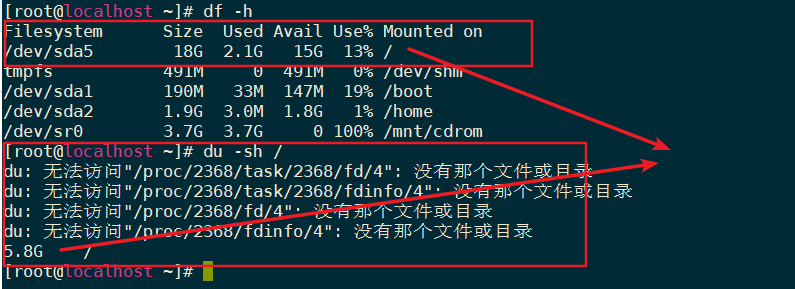 [root@localhost ~]# df -h
Filesystem      Size  Used Avail Use% Mounted on
/dev/sda5        18G  2.1G   15G  13% /
tmpfs           491M     0  491M   0% /dev/shm
/dev/sda1       190M   33M  147M  19% /boot
/dev/sda2       1.9G  3.0M  1.8G   1% /home
/dev/sr0        3.7G  3.7G     0 100% /mnt/cdrom
[root@localhost ~]# du -sh /
du: 无法访问"/proc/2368/task/2368/fd/4": 没有那个文件或目录
du: 无法访问"/proc/2368/task/2368/fdinfo/4": 没有那个文件或目录
du: 无法访问"/proc/2368/fd/4": 没有那个文件或目录
du: 无法访问"/proc/2368/fdinfo/4": 没有那个文件或目录
5.8G    /
[root@localhost ~]#